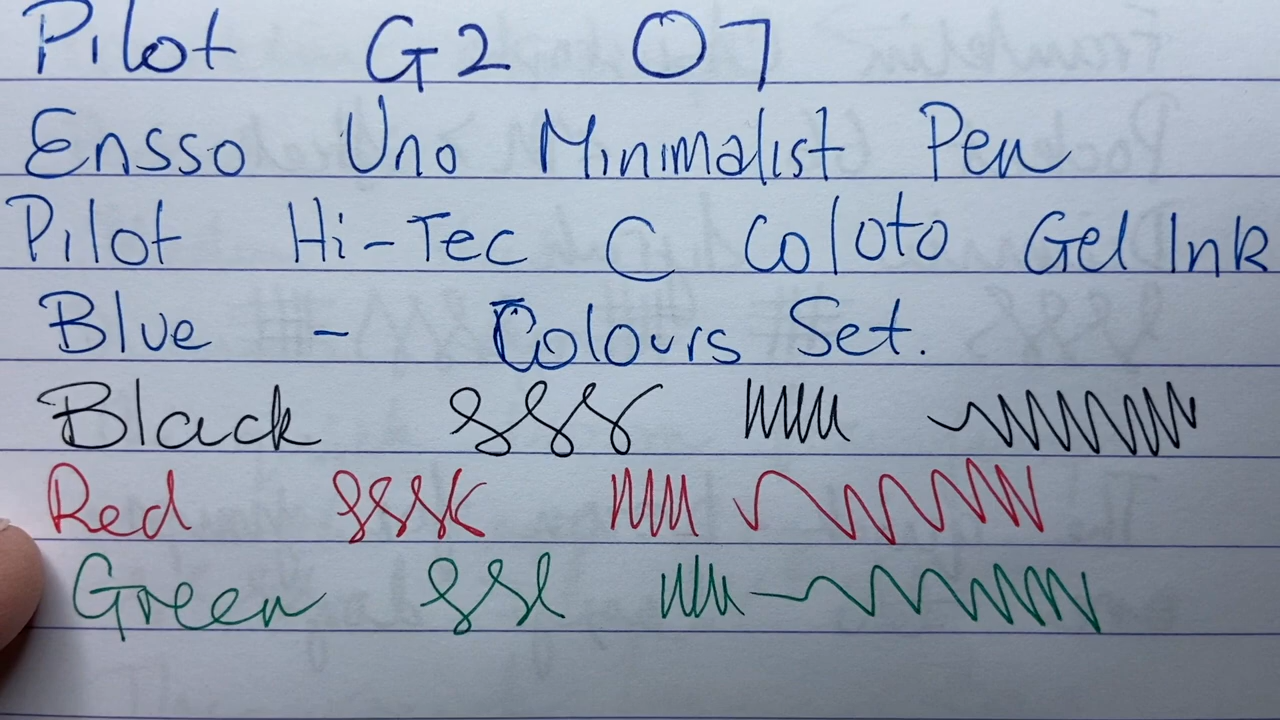 Pilot G2 07
Ensso Uno Minimalist Pen
Pilot Hi-Tec C Coloto Gel Ink
Blue - Colours Set.
Black
Red
Green